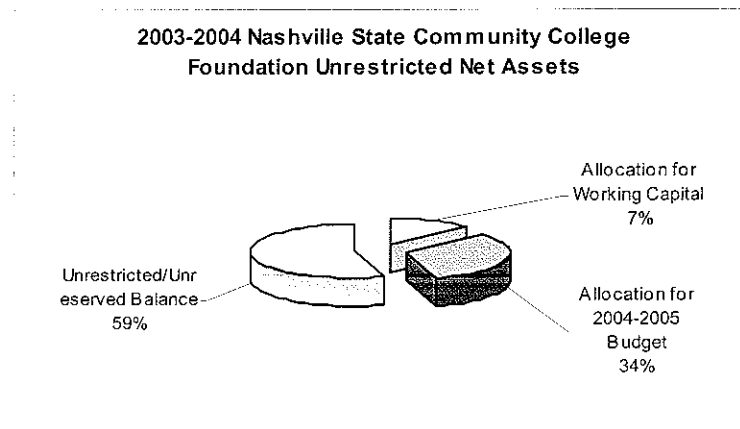 2003-2004 Nashville State Community College
Foundation Unrestricted Net Assets
Allocation for
Working Capital
7%
Unrestricted/Unr
eserved Balance
59%
Allocation for
2004-2005
Budget
34%